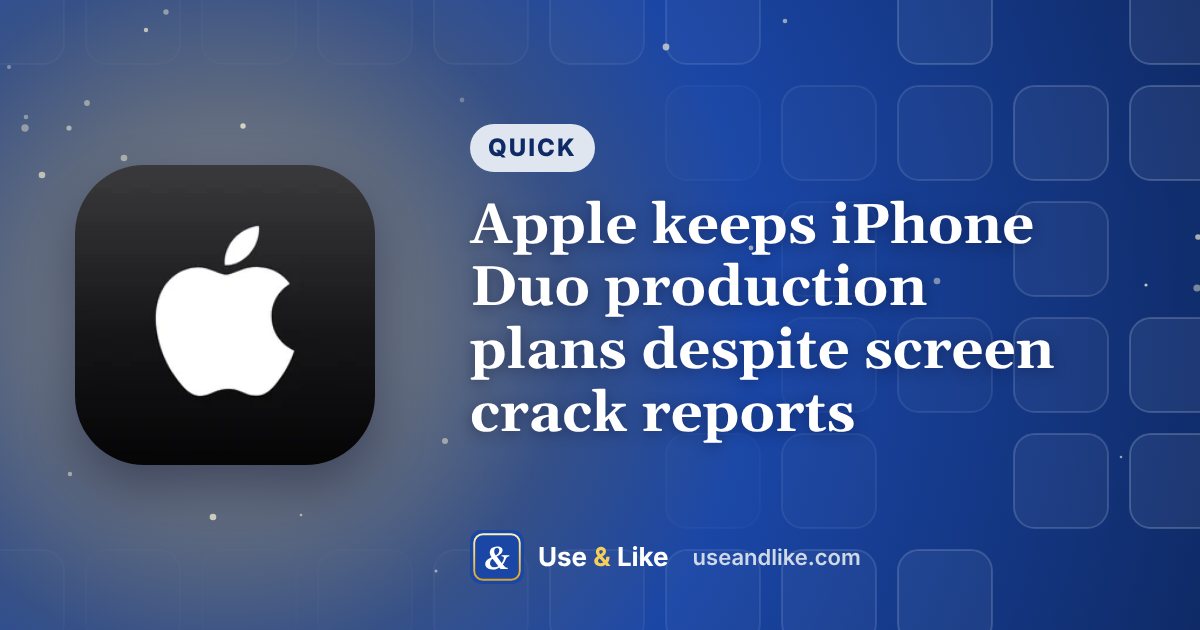 QUICK
Apple keeps iPhone
Duo production
plans despite screen
crack reports
& Use & Like useandlike.com